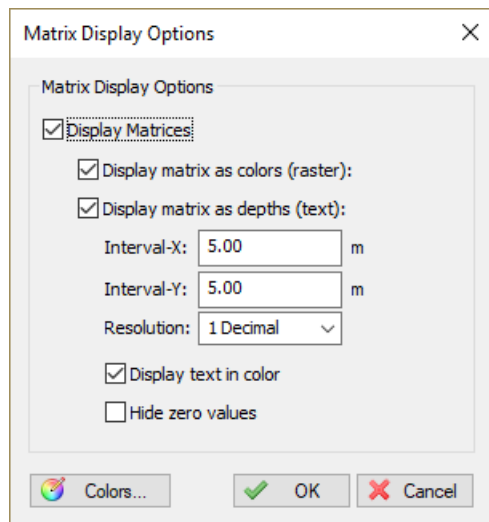 Matrix Display Options
Matrix Display Options
Display Matrices
Display matrix as colors (raster):
Display matrix as depths (text):
Interval-X: 5.00 m
Interval-Y: 5.00 m
Resolution: 1 Decimal
Display text in color
Hide zero values
Colors... OK Cancel